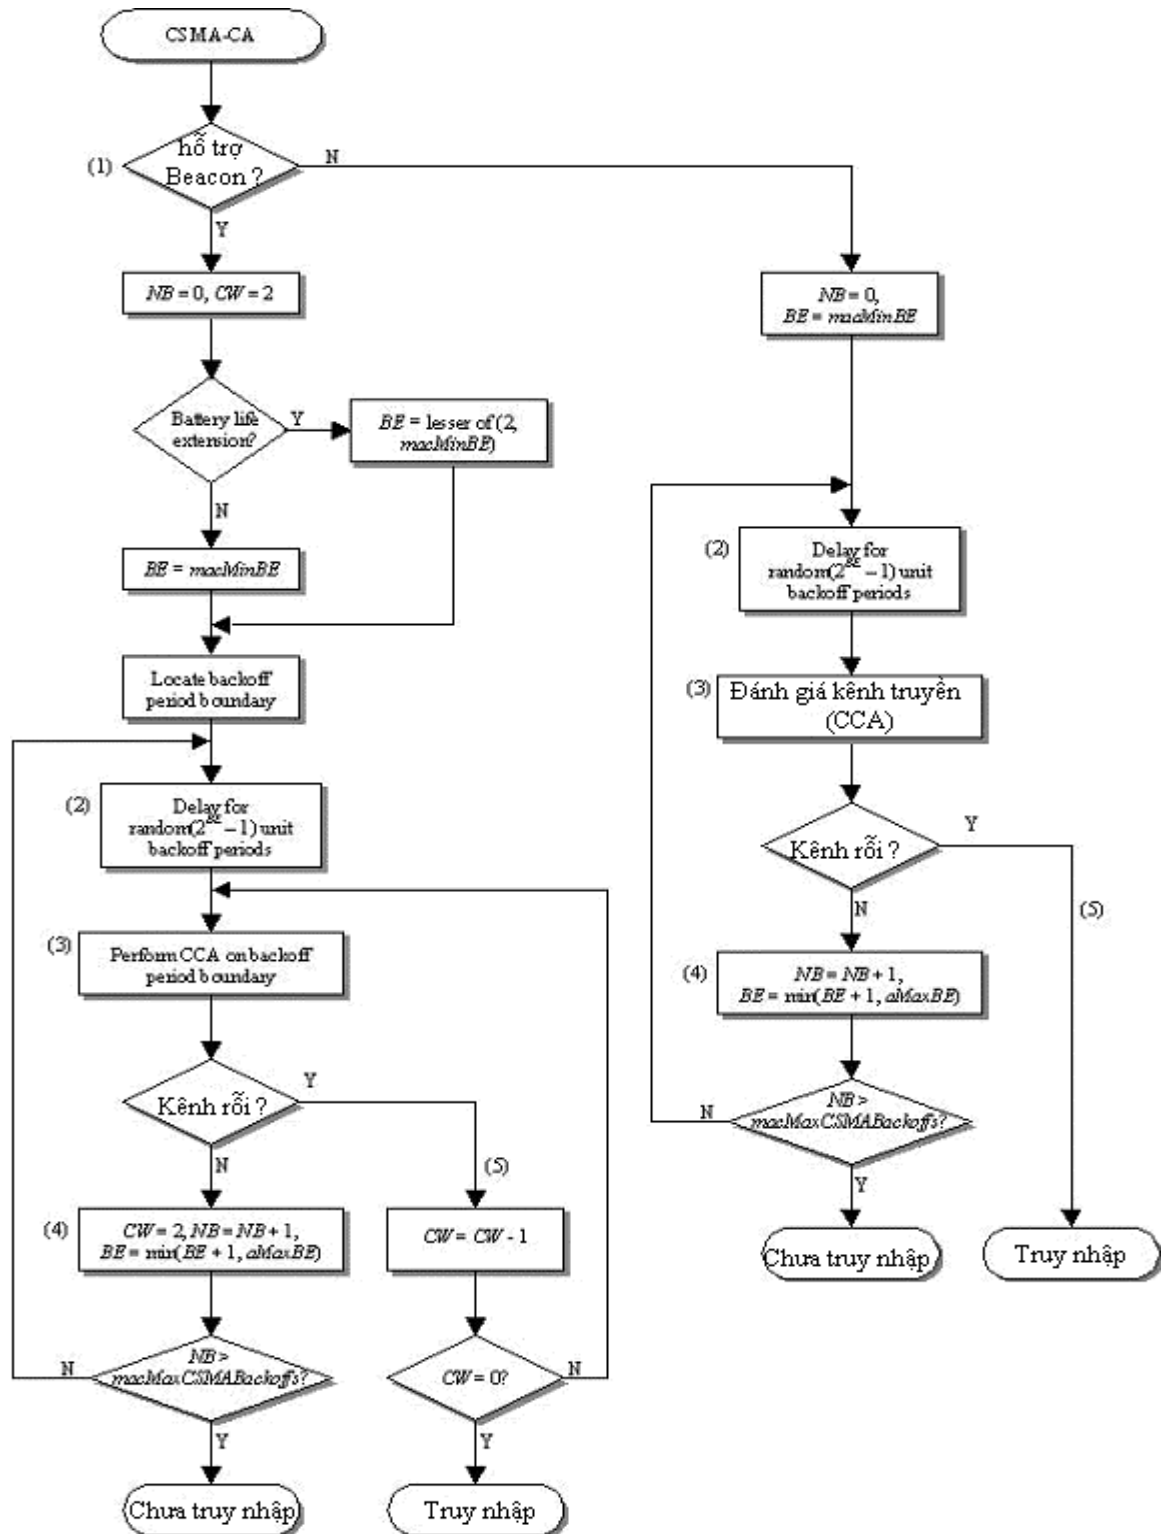 CSMA-CA
(1)
hỗ trợ
Beacon ?
N
Y
NB = 0, CW = 2
Battery life
extension?
Y
BE = lesser of (2,
macMinBE)
N
BE = macMinBE
Locate backoff
period boundary
(2)
Delay for
random(2^BE – 1) unit
backoff periods
(3)
Perform CCA on backoff
period boundary
Kênh rỗi ?
Y
N
(5)
(4)
CW = 2, NB = NB + 1,
BE = min(BE + 1, aMaxBE)
CW = CW - 1
NB >
macMaxCSMABackoffs?
N
CW = 0?
N
Y
Y
Chưa truy nhập
Truy nhập
NB = 0,
BE = macMinBE
(2)
Delay for
random(2^BE – 1) unit
backoff periods
(3)
Đánh giá kênh truyền
(CCA)
Kênh rỗi ?
Y
N
(5)
(4)
NB = NB + 1,
BE = min(BE + 1, aMaxBE)
NB >
macMaxCSMABackoffs?
N
Y
Chưa truy nhập
Truy nhập